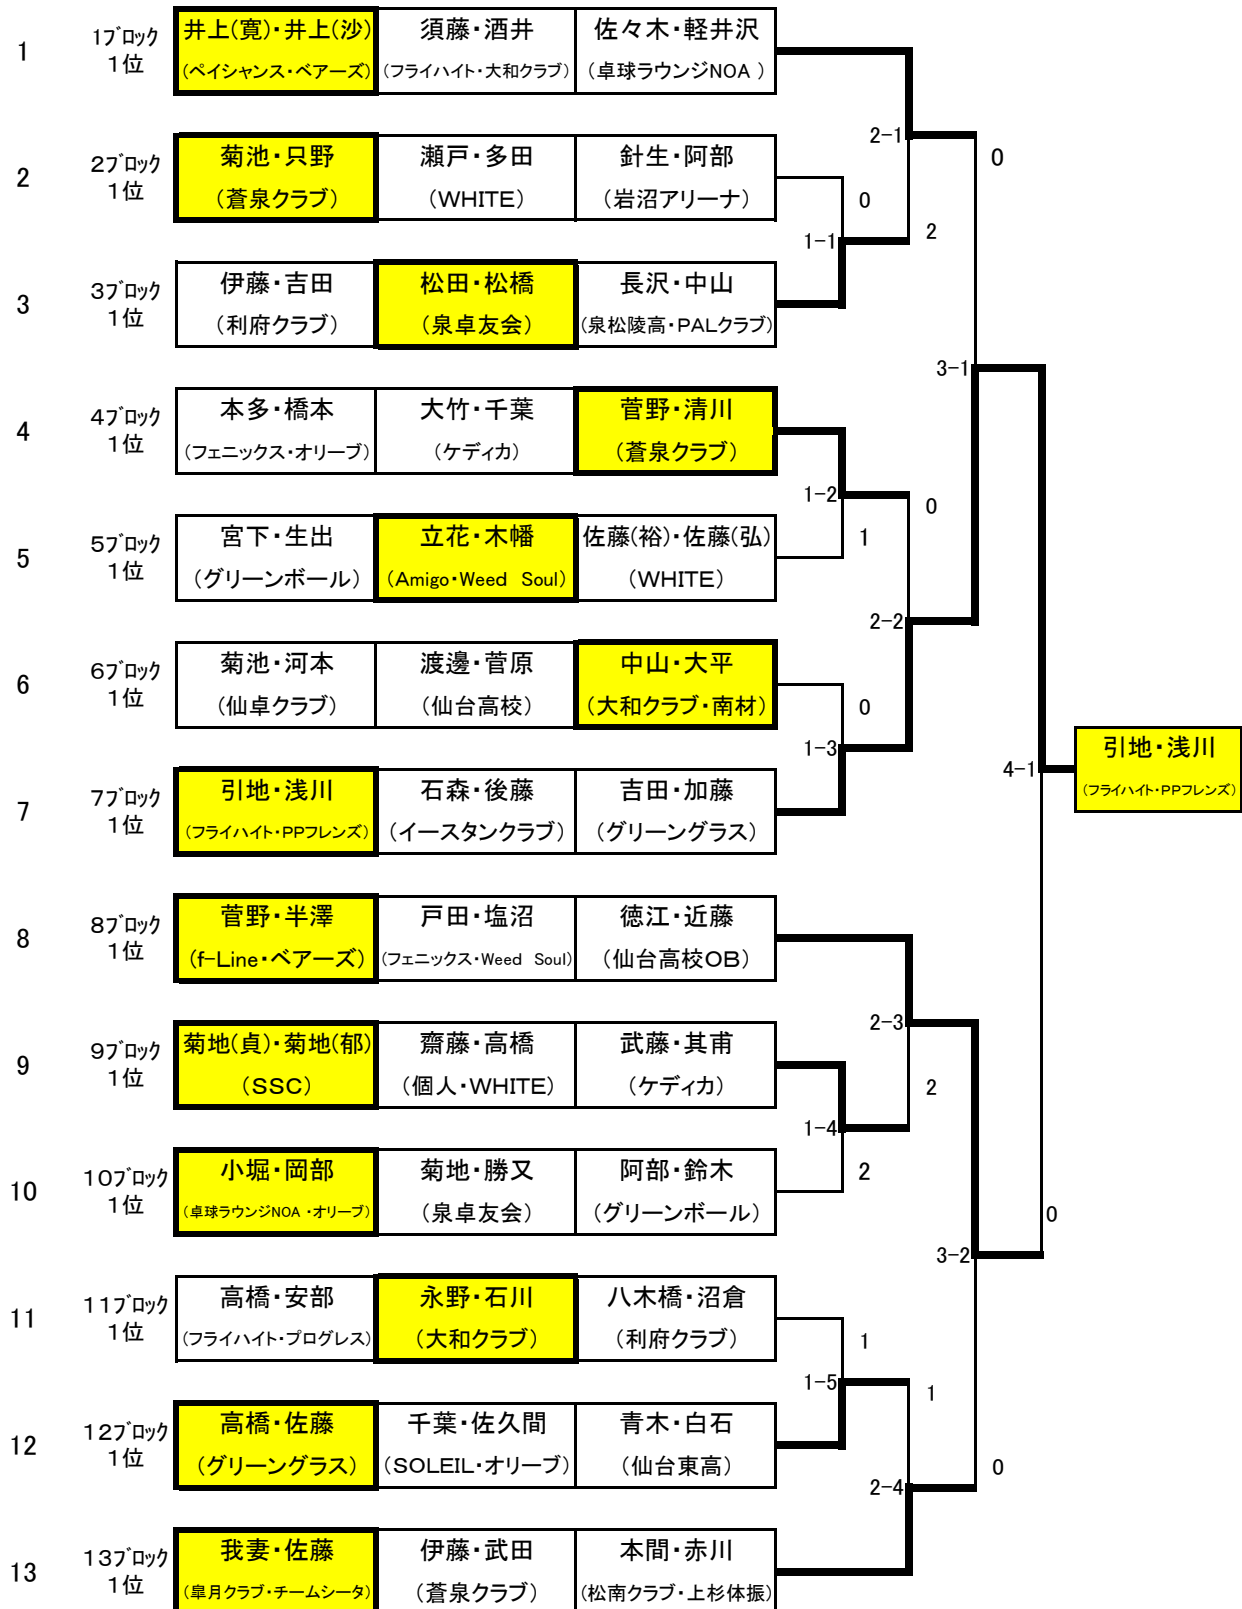 1
1ブロック
1位
井上(寛)・井上(沙)
(ペイシャンス・ベアーズ)
須藤・酒井
(フライハイト・大和クラブ)
佐々木・軽井沢
(卓球ラウンジNOA )
2-1
0
2
2ブロック
1位
菊池・只野
(蒼泉クラブ)
瀬戸・多田
(WHITE)
針生・阿部
(岩沼アリーナ)
0
1-1
2
3
3ブロック
1位
伊藤・吉田
(利府クラブ)
松田・松橋
(泉卓友会)
長沢・中山
(泉松陵高・PALクラブ)
3-1
4
4ブロック
1位
本多・橋本
(フェニックス・オリーブ)
大竹・千葉
(ケディカ)
菅野・清川
(蒼泉クラブ)
1-2
0
5
5ブロック
1位
宮下・生出
(グリーンボール)
立花・木幡
(Amigo・Weed Soul)
佐藤(裕)・佐藤(弘)
(WHITE)
1
2-2
6
6ブロック
1位
菊池・河本
(仙卓クラブ)
渡邊・菅原
(仙台高校)
中山・大平
(大和クラブ・南材)
0
1-3
4-1
引地・浅川
(フライハイト・PPフレンズ)
7
7ブロック
1位
引地・浅川
(フライハイト・PPフレンズ)
石森・後藤
(イースタンクラブ)
吉田・加藤
(グリーングラス)
8
8ブロック
1位
菅野・半澤
(f-Line・ベアーズ)
戸田・塩沼
(フェニックス・Weed Soul)
徳江・近藤
(仙台高校OB)
2-3
9
9ブロック
1位
菊地(貞)・菊地(郁)
(SSC)
齋藤・高橋
(個人・WHITE)
武藤・其甫
(ケディカ)
2
1-4
10
10ブロック
1位
小堀・岡部
(卓球ラウンジNOA ・オリーブ)
菊地・勝又
(泉卓友会)
阿部・鈴木
(グリーンボール)
2
0
3-2
11
11ブロック
1位
高橋・安部
(フライハイト・プログレス)
永野・石川
(大和クラブ)
八木橋・沼倉
(利府クラブ)
1
1-5
1
12
12ブロック
1位
高橋・佐藤
(グリーングラス)
千葉・佐久間
(SOLEIL・オリーブ)
青木・白石
(仙台東高)
0
2-4
13
13ブロック
1位
我妻・佐藤
(皐月クラブ・チームシータ)
伊藤・武田
(蒼泉クラブ)
本間・赤川
(松南クラブ・上杉体振)